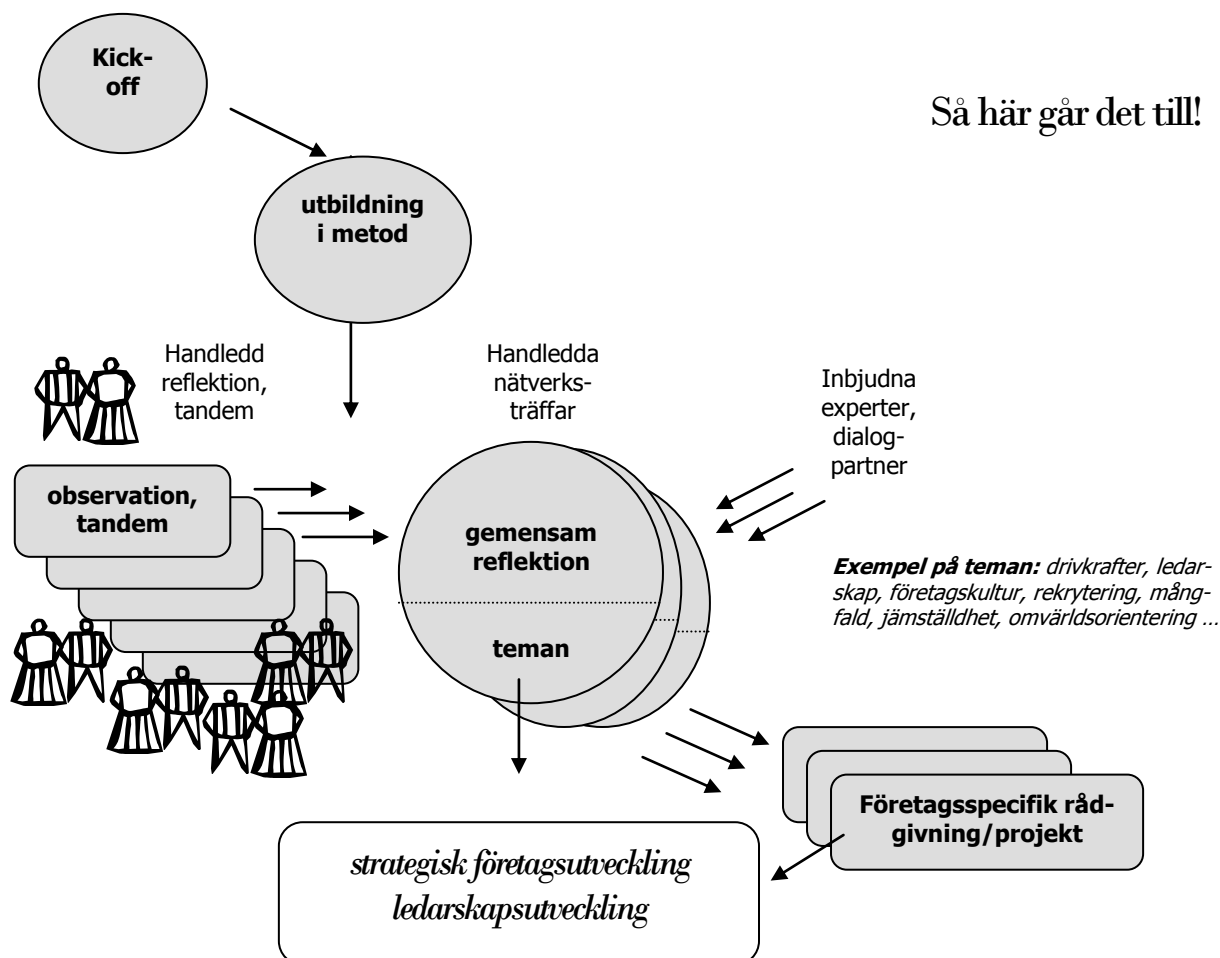 Kick-
off
Så här går det till!
utbildning
i metod
Handledd
reflektion,
tandem
Handledda
nätverks-
träffar
Inbjudna
experter,
dialog-
partner
observation,
tandem
gemensam
reflektion
teman
Exempel på teman: drivkrafter, ledar-
skap, företagskultur, rekrytering, mång-
fald, jämställdhet, omvärldsorientering ...
Företagsspecifik råd-
givning/projekt
strategisk företagsutveckling
ledarskapsutveckling